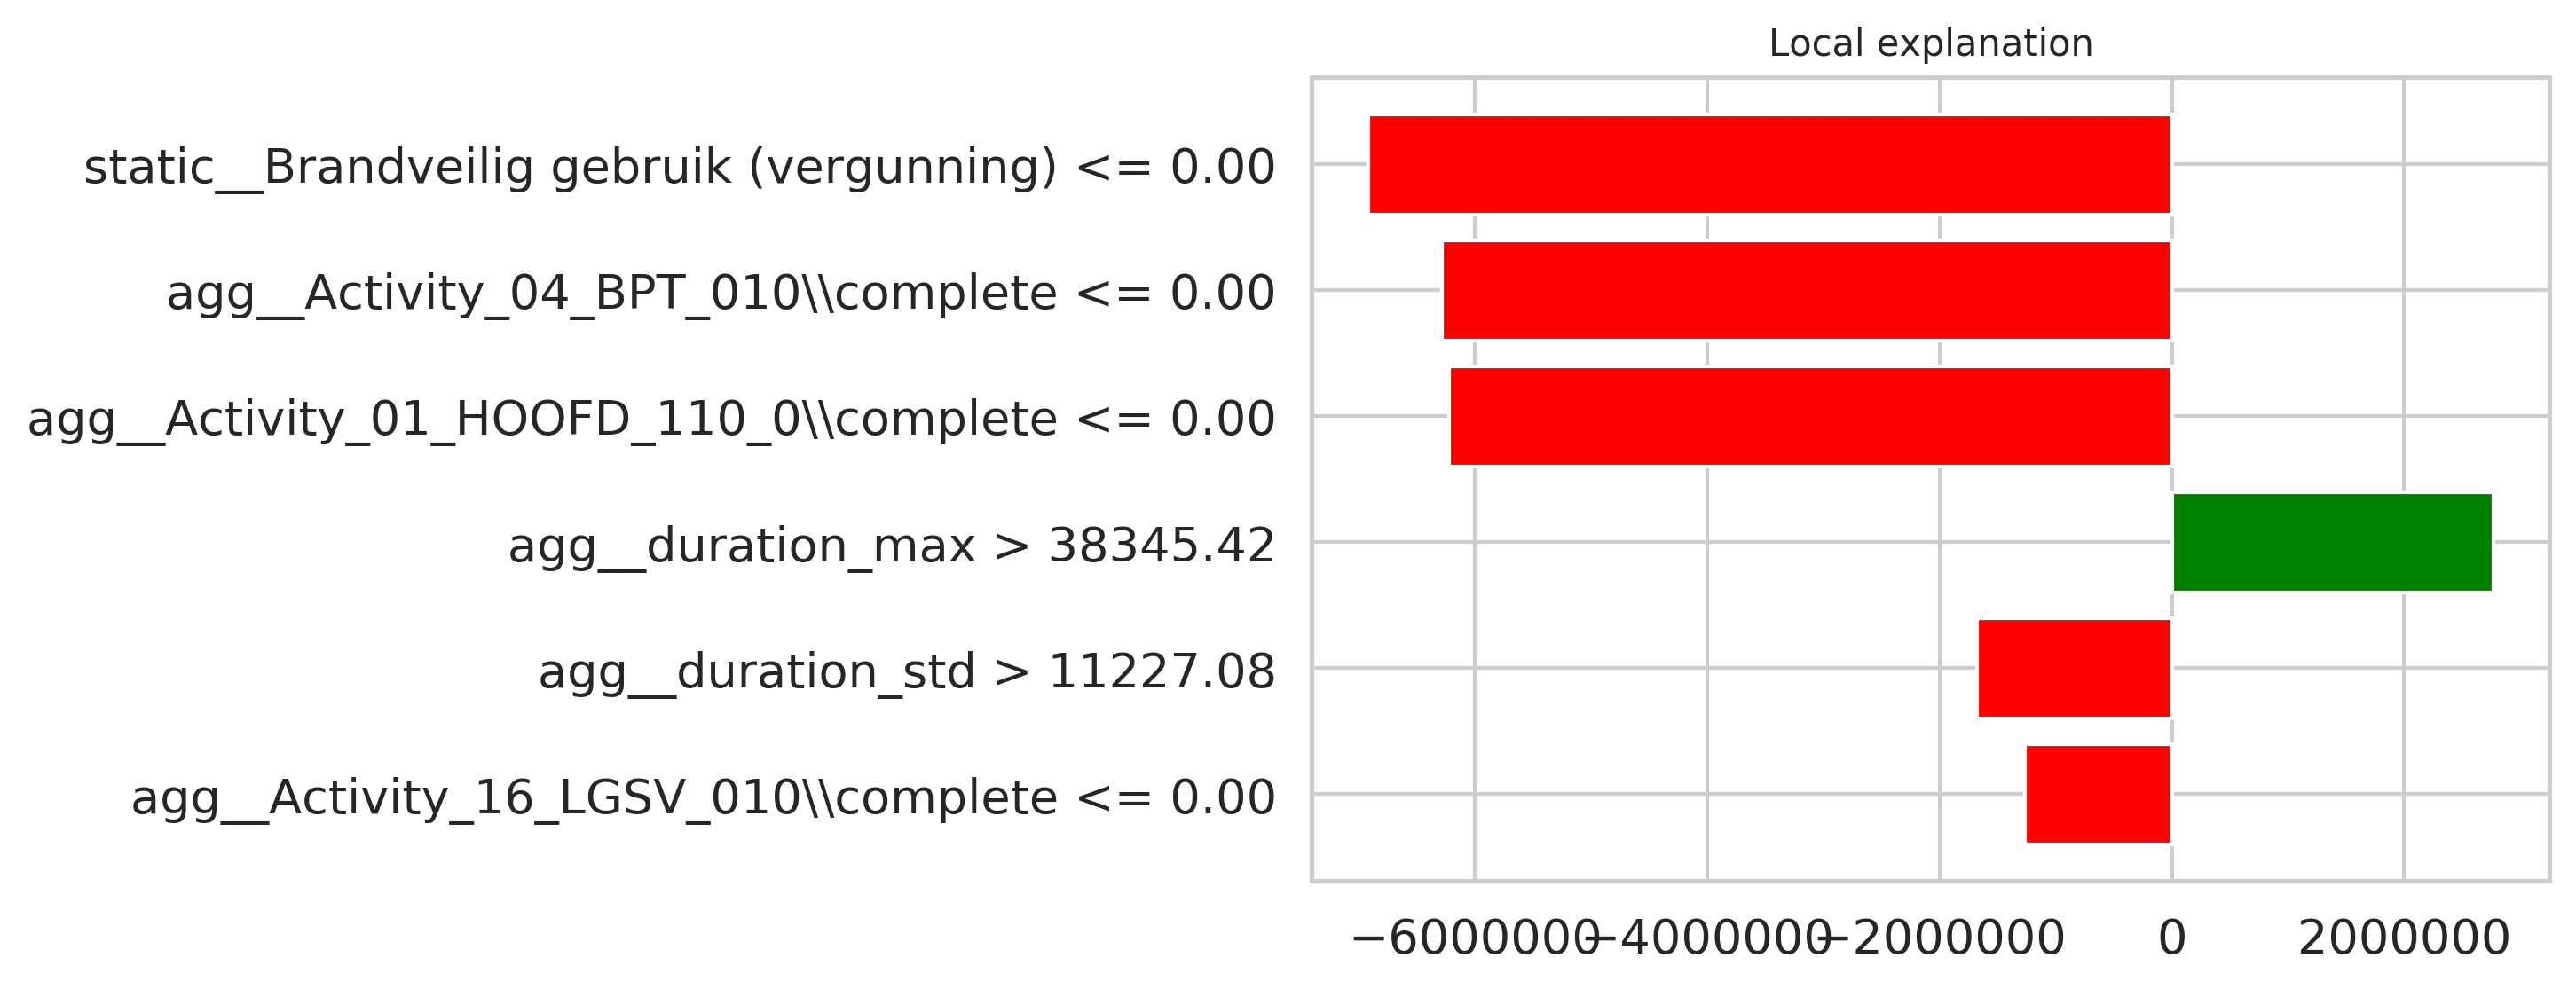 Local explanation
static__Brandveilig gebruik (vergunning) <= 0.00
agg__Activity_04_BPT_010\\complete <= 0.00
agg__Activity_01_HOOFD_110_0\\complete <= 0.00
agg__duration_max > 38345.42
agg__duration_std > 11227.08
agg__Activity_16_LGSV_010\\complete <= 0.00
−6000000 −4000000 −2000000 0 2000000